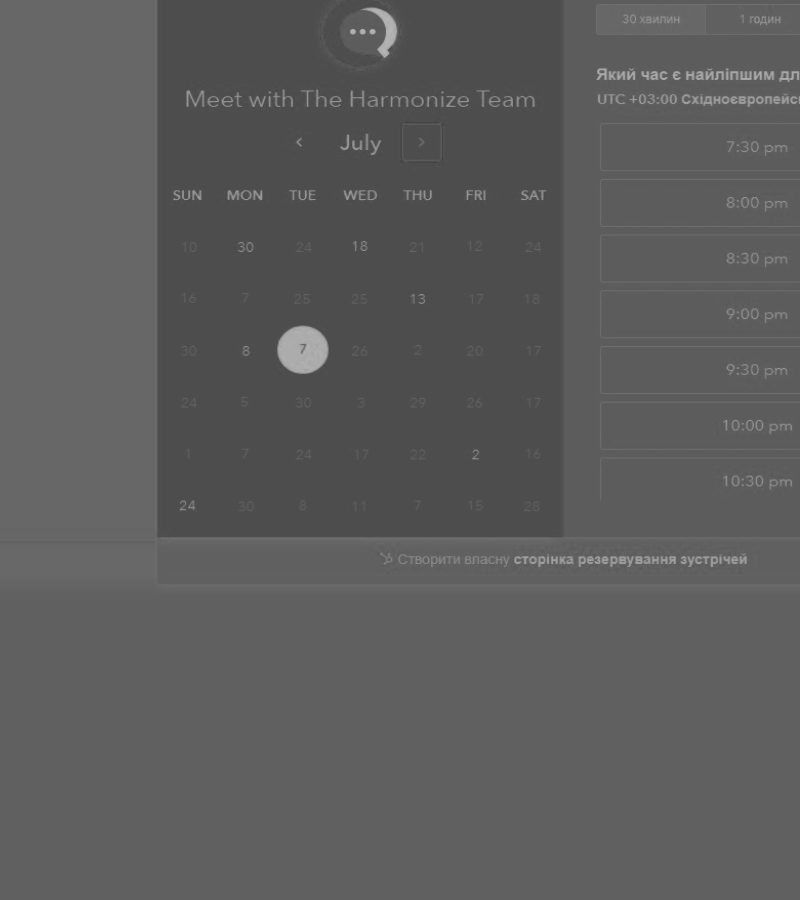 30 хвилин 1 годин
Meet with The Harmonize Team
Який час є найліпшим дл
UTC +03:00 Східноєвропейсь
July
SUN MON TUE WED THU FRI SAT
10 30 24 18 21 12 24
16 7 25 25 13 17 18
30 8 7 26 2 20 17
24 5 30 3 29 26 17
1 7 24 17 22 2 16
24 30 8 11 7 15 28
7:30 pm
8:00 pm
8:30 pm
9:00 pm
9:30 pm
10:00 pm
10:30 pm
Створити власну сторінка резервування зустрічей